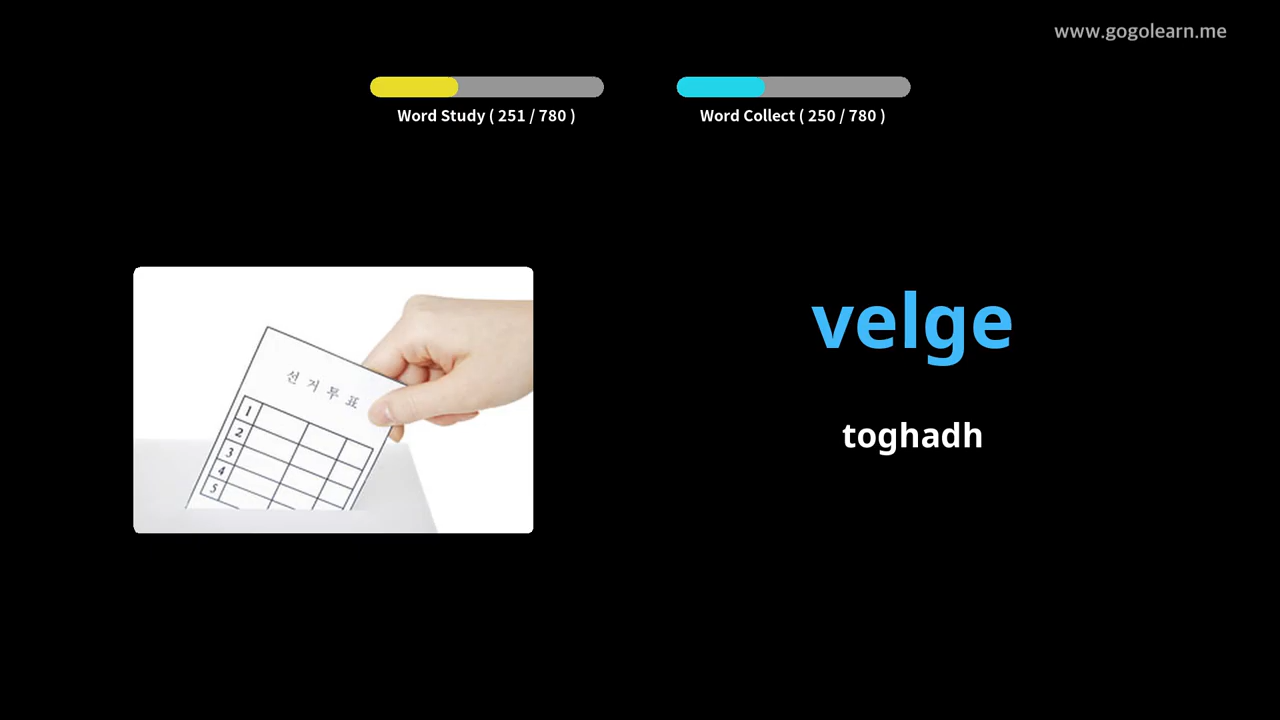 www.gogolearn.me
Word Study ( 251 / 780 )
Word Collect ( 250 / 780 )
velge
toghadh
선거투표
1
2
3
4
5